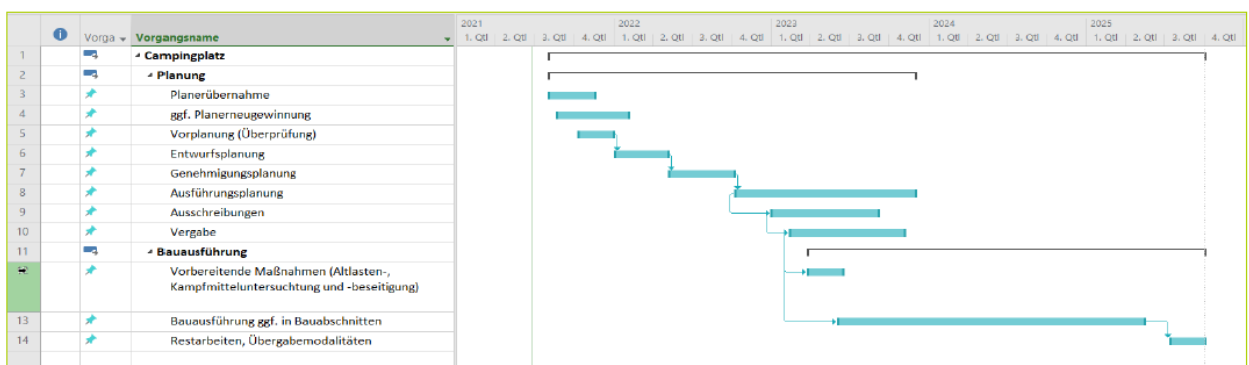 2021 2022 2023 2024 2025
Vorga Vorgangsname 1. Qtl 2. Qtl 3. Qtl 4. Qtl 1. Qtl 2. Qtl 3. Qtl 4. Qtl 1. Qtl 2. Qtl 3. Qtl 4. Qtl 1. Qtl 2. Qtl 3. Qtl 4. Qtl 1. Qtl 2. Qtl 3. Qtl 4. Qtl
1 Campingplatz
2 Planung
3 Planerübernahme
4 ggf. Planerneugewinnung
5 Vorplanung (Überprüfung)
6 Entwurfsplanung
7 Genehmigungsplanung
8 Ausführungsplanung
9 Ausschreibungen
10 Vergabe
11 Bauausführung
Vorbereitende Maßnahmen (Altlasten-,
Kampfmitteluntersuchtung und -beseitigung)
13 Bauausführung ggf. in Bauabschnitten
14 Restarbeiten, Übergabemodalitäten